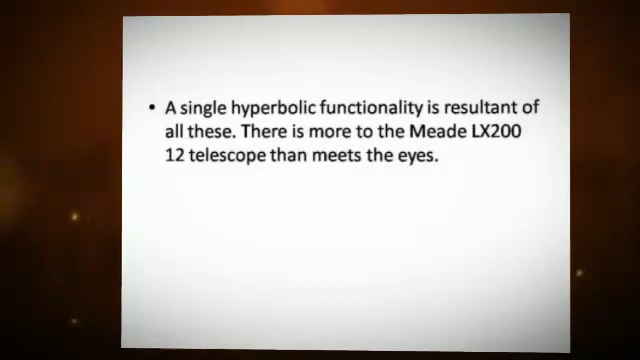 • A single hyperbolic functionality is resultant of
all these. There is more to the Meade LX200
12 telescope than meets the eyes.